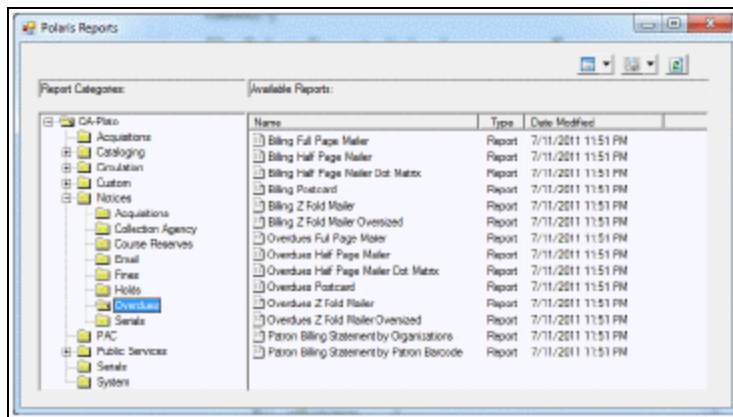 Polaris Reports
Report Categories:
Available Reports:
QA-Plato
Acquisitions
Cataloging
Circulation
Custom
Notices
Acquisitions
Collection Agency
Course Reserves
Email
Fines
Holds
Overdues
Serials
PAC
Public Services
Serials
System
Name Type Date Modified
Billing Full Page Mailer Report 7/11/2011 11:51 PM
Billing Half Page Mailer Report 7/11/2011 11:51 PM
Billing Half Page Mailer Dot Matrix Report 7/11/2011 11:51 PM
Billing Postcard Report 7/11/2011 11:51 PM
Billing Z Fold Mailer Report 7/11/2011 11:51 PM
Billing Z Fold Mailer Oversized Report 7/11/2011 11:51 PM
Overdues Full Page Mailer Report 7/11/2011 11:51 PM
Overdues Half Page Mailer Report 7/11/2011 11:51 PM
Overdues Half Page Mailer Dot Matrix Report 7/11/2011 11:51 PM
Overdues Postcard Report 7/11/2011 11:51 PM
Overdues Z Fold Mailer Report 7/11/2011 11:51 PM
Overdues Z Fold Mailer Oversized Report 7/11/2011 11:51 PM
Patron Billing Statement by Organizations Report 7/11/2011 11:51 PM
Patron Billing Statement by Patron Barcode Report 7/11/2011 11:51 PM